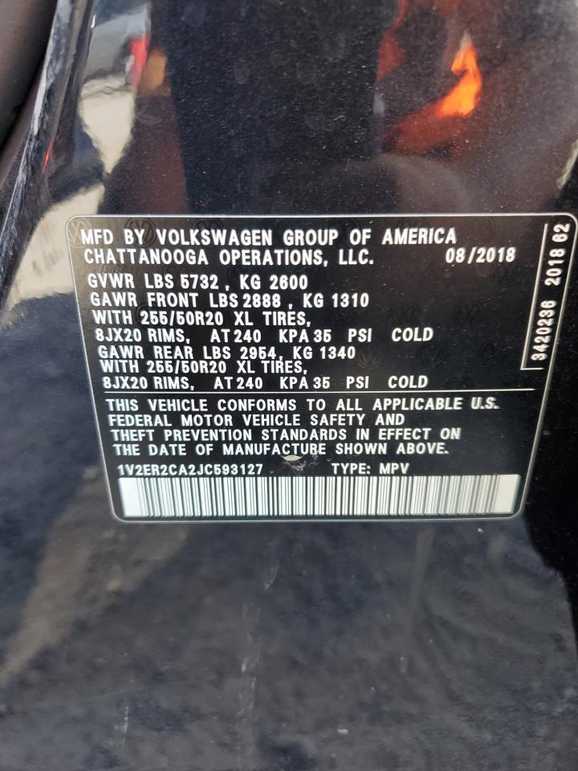 MFD BY VOLKSWAGEN GROUP OF AMERICA
CHATTANOOGA OPERATIONS, LLC. 08/2018
GVWR LBS 5732 , KG 2600
GAWR FRONT LBS 2888 , KG 1310
WITH 255/50R20 XL TIRES,
8JX20 RIMS, AT 240 KPA 35 PSI COLD
GAWR REAR LBS 2954, KG 1340
WITH 255/50R20 XL TIRES,
8JX20 RIMS, AT 240 KPA 35 PSI COLD
THIS VEHICLE CONFORMS TO ALL APPLICABLE U.S.
FEDERAL MOTOR VEHICLE SAFETY AND
THEFT PREVENTION STANDARDS IN EFFECT ON
THE DATE OF MANUFACTURE SHOWN ABOVE.
1V2ER2CA2JC593127 TYPE: MPV
3420236 2018 62